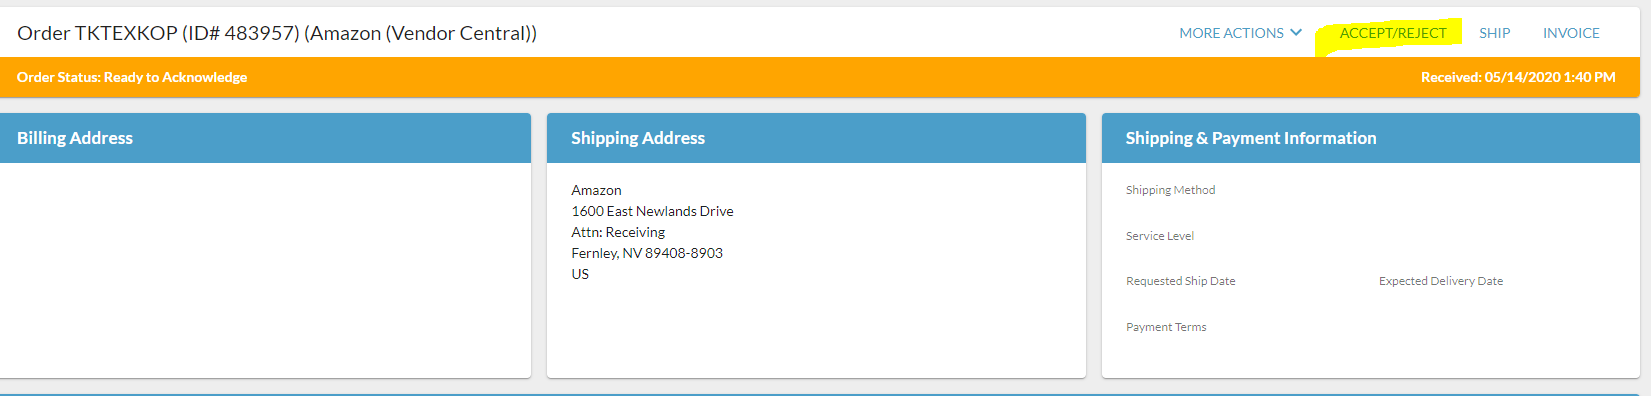 Order TKTEXKOP (ID# 483957) (Amazon (Vendor Central))
MORE ACTIONS ACCEPT/REJECT SHIP INVOICE
Order Status: Ready to Acknowledge
Received: 05/14/2020 1:40 PM
Billing Address
Shipping Address
Amazon
1600 East Newlands Drive
Attn: Receiving
Fernley, NV 89408-8903
US
Shipping & Payment Information
Shipping Method
Service Level
Requested Ship Date
Expected Delivery Date
Payment Terms